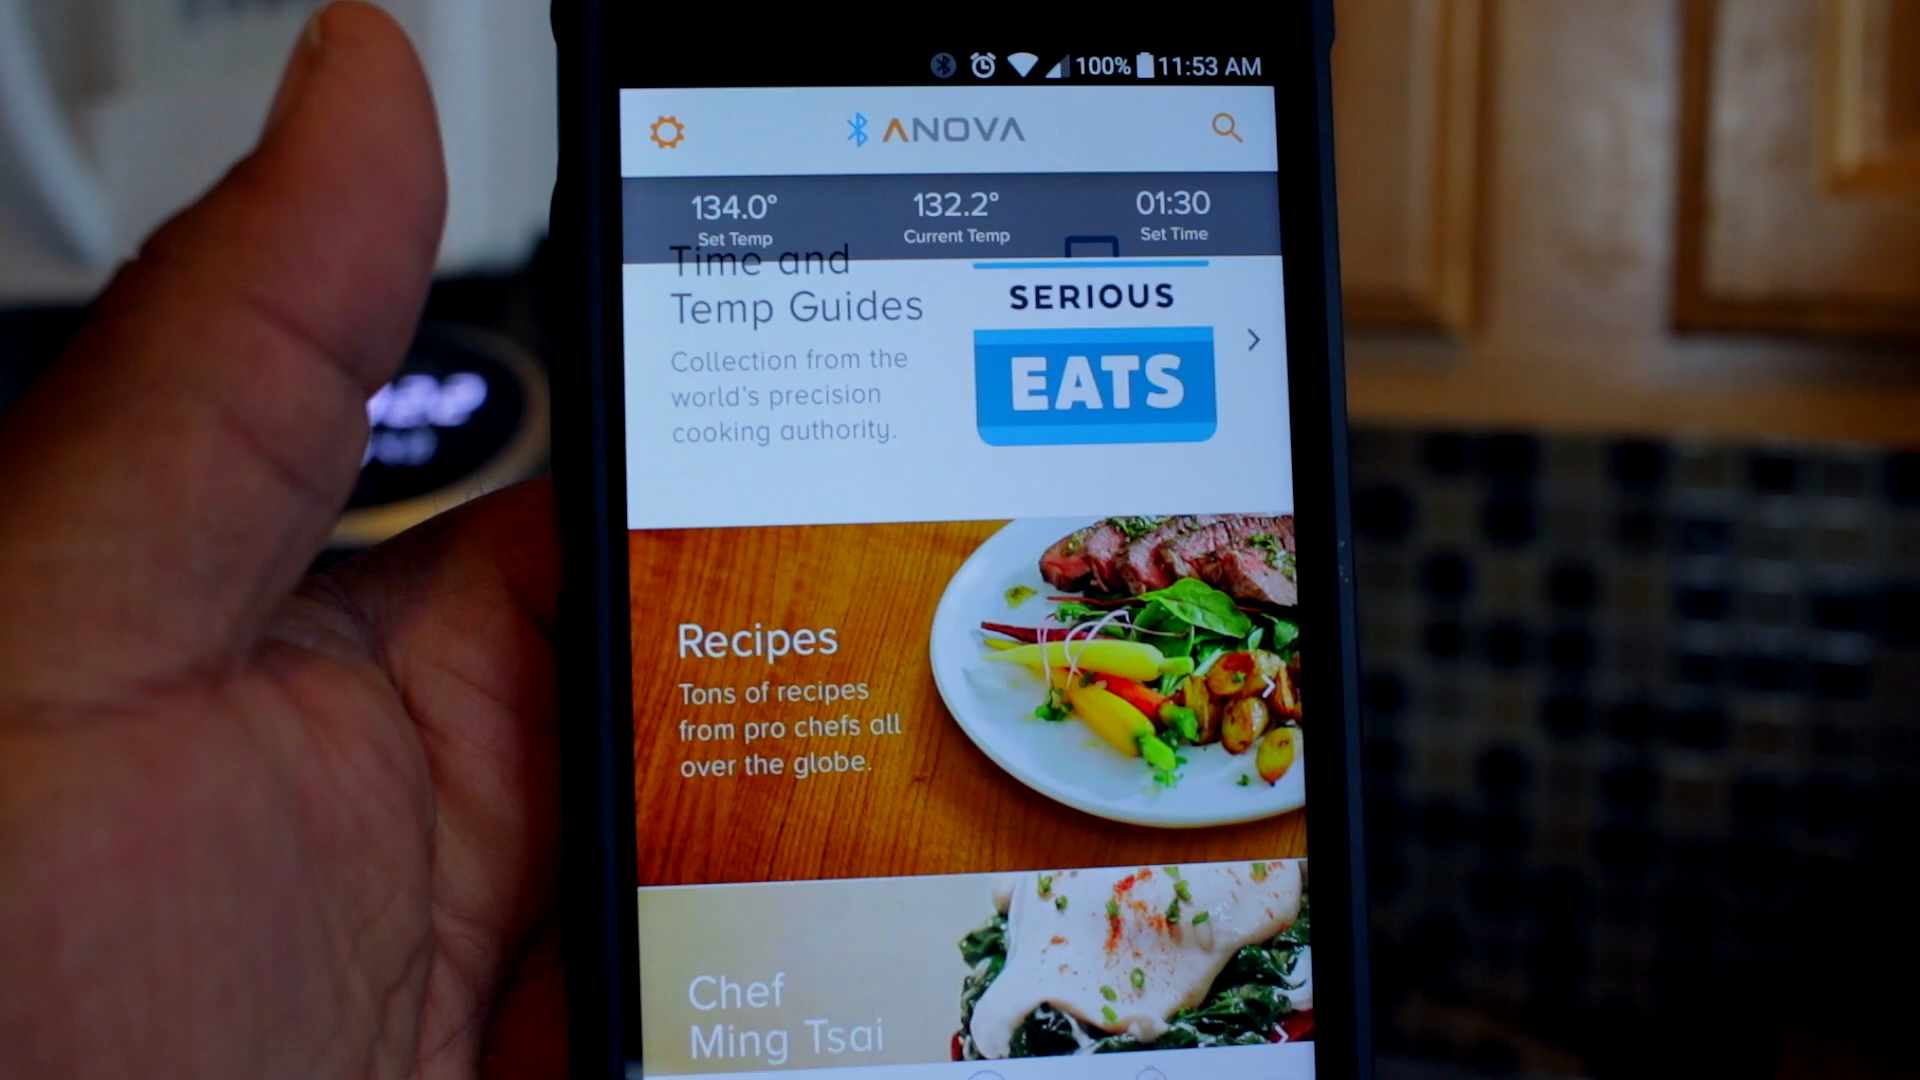 100% 11:53 AM
ANOVA
134.0° 132.2° 01:30
Set Temp Current Temp Set Time
Time and
Temp Guides
Collection from the
world's precision
cooking authority.
SERIOUS
EATS
Recipes
Tons of recipes
from pro chefs all
over the globe.
Chef
Ming Tsai